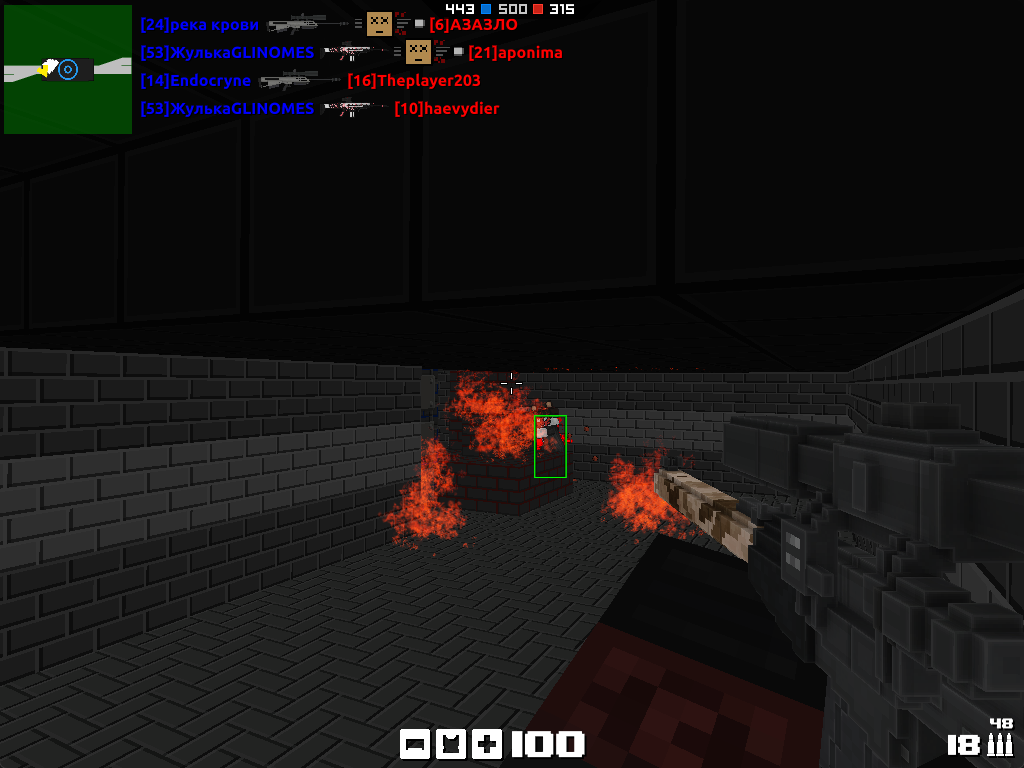 443 500 315
[24]река крови [6]АЗАЗЛО
[53]ЖулькаGLINOMES [21]aponima
[14]Endocryne [16]Theplayer203
[53]ЖулькаGLINOMES [10]haevydier
100
48
18